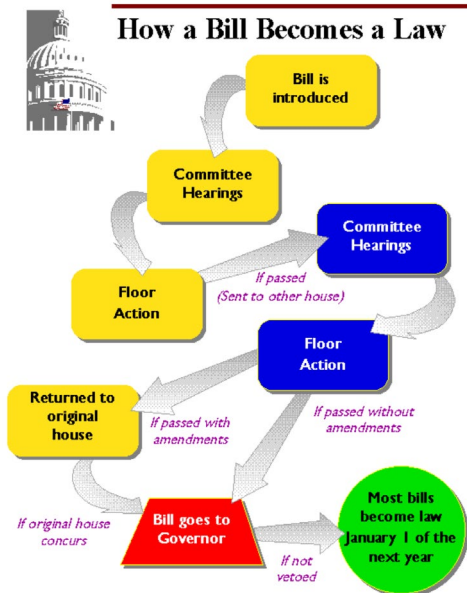 How a Bill Becomes a Law
Bill is
introduced
Committee
Hearings
Floor
Action
If passed
(Sent to other house)
Committee
Hearings
Floor
Action
If passed with
amendments
If passed without
amendments
Returned to
original
house
If original house
concurs
Bill goes to
Governor
If not
vetoed
Most bills
become law
January 1 of the
next year